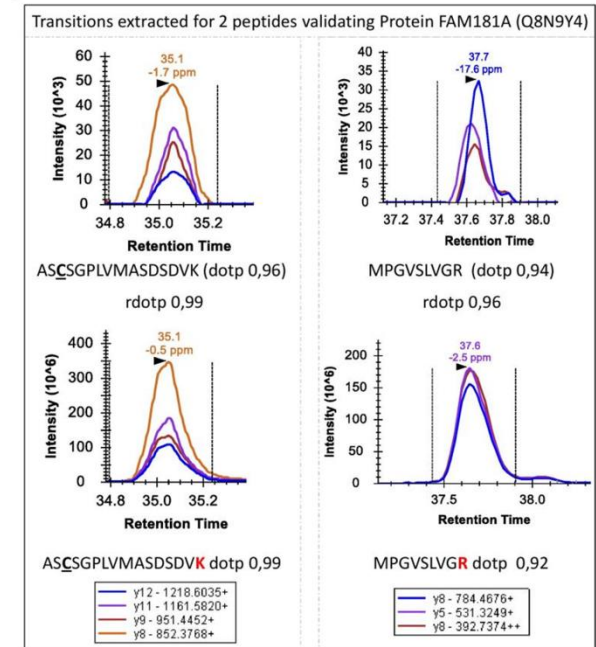 Transitions extracted for 2 peptides validating Protein FAM181A (Q8N9Y4)
Intensity (10^3)
60
50
40
30
20
10
0
35.1
-1.7 ppm
34.8 35.0 35.2
Retention Time
ASCSGPLVMASDSDVK (dotp 0,96)
rdotp 0,99
Intensity (10^3)
40
35
30
25
20
15
10
5
0
37.7
-17.6 ppm
37.2 37.4 37.6 37.8 38.0
Retention Time
MPGVSLVGR (dotp 0,94)
rdotp 0,96
Intensity (10^6)
400
300
200
100
0
35.1
-0.5 ppm
34.8 35.0 35.2
Retention Time
ASCSGPLVMASDSDVK dotp 0,99
y12 - 1218.6035+
y11 - 1161.5820+
y9 - 951.4452+
y8 - 852.3768+
Intensity (10^6)
200
150
100
50
0
37.6
-2.5 ppm
37.5 38.0
Retention Time
MPGVSLVGR dotp 0,92
y8 - 784.4676+
y5 - 531.3249+
y8 - 392.7374++